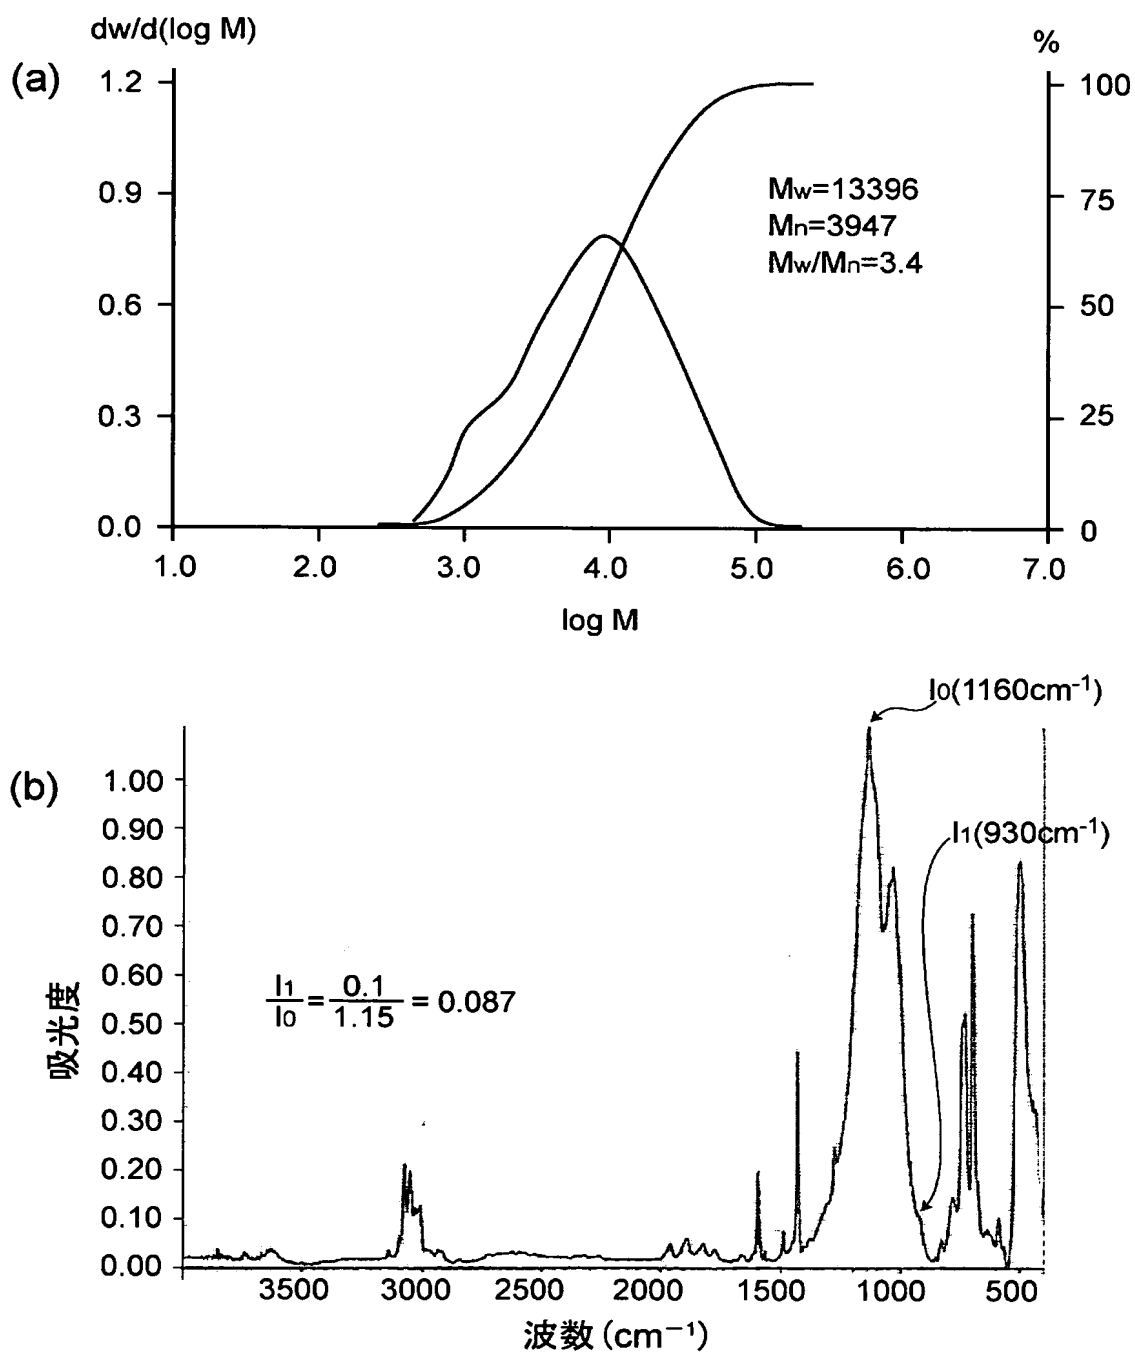 dw/d(log M)
%
(a)
1.2
0.9
0.6
0.3
0.0
100
75
50
25
0
Mw=13396
Mn=3947
Mw/Mn=3.4
1.0 2.0 3.0 4.0 5.0 6.0 7.0
log M
(b)
I0(1160cm-1)
I1(930cm-1)
1.00
0.90
0.80
0.70
0.60
0.50
0.40
0.30
0.20
0.10
0.00
吸光度
I1/I0 = 0.1/1.15 = 0.087
3500 3000 2500 2000 1500 1000 500
波数 (cm-1)